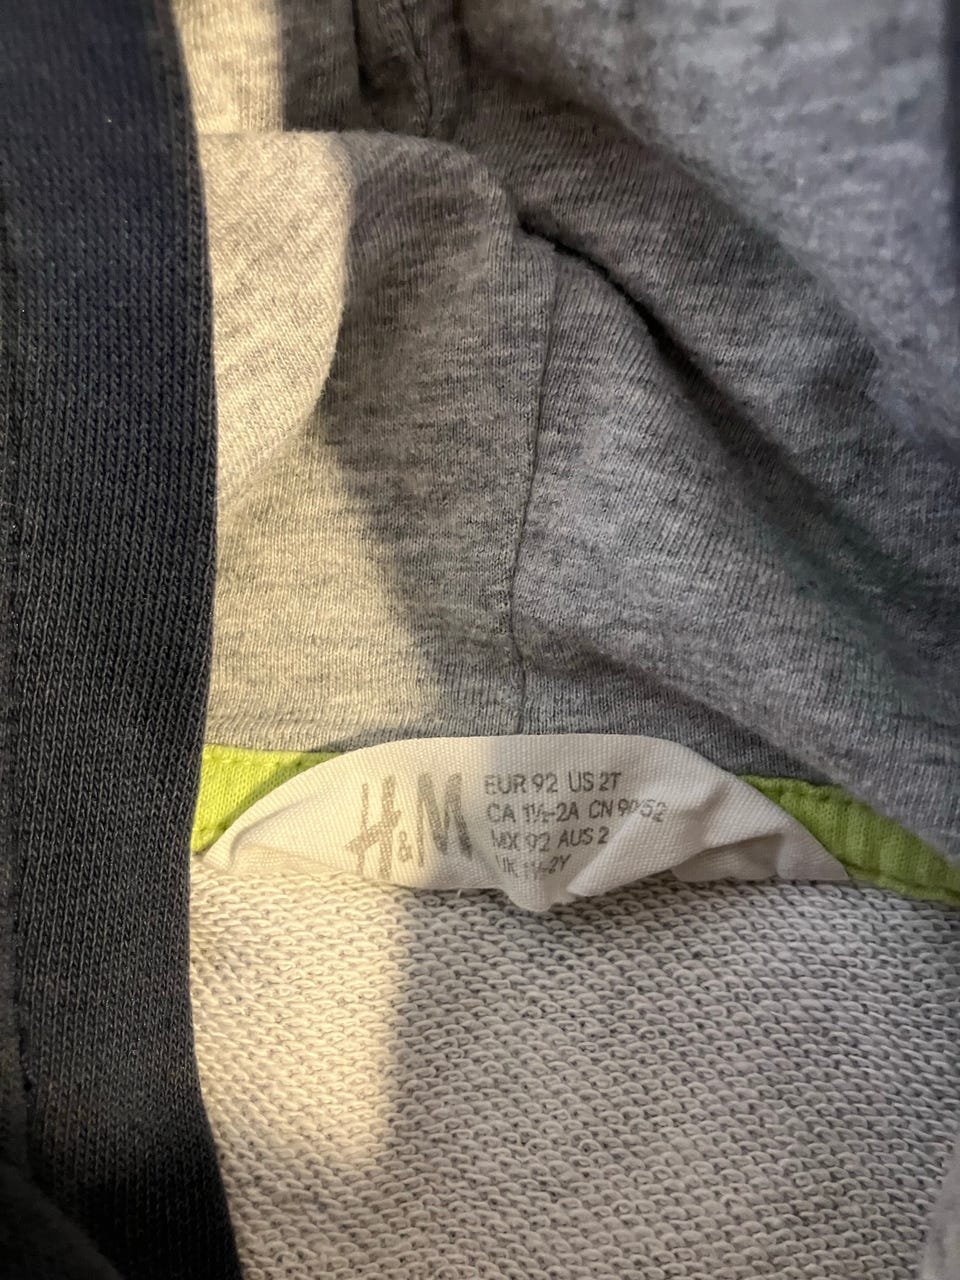 H&M
EUR 92 US 2T
CA 1½-2A CN 90/52
MX 92 AUS 2
UK 1½-2Y